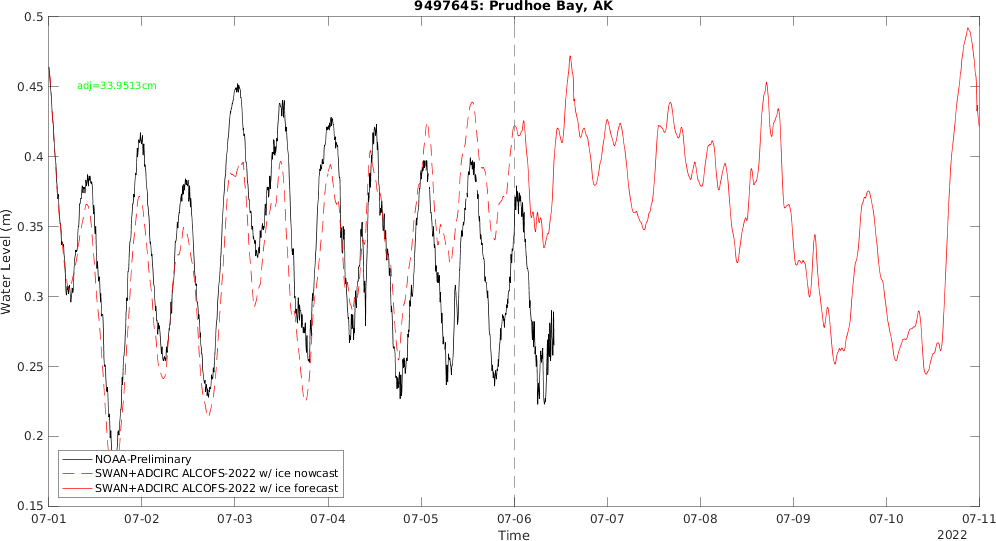 9497645: Prudhoe Bay, AK
0.5
0.45
0.4
0.35
0.3
0.25
0.2
0.15
Water Level (m)
adj=33.9513cm
NOAA-Preliminary
SWAN+ADCIRC ALCOFS-2022 w/ ice nowcast
SWAN+ADCIRC ALCOFS-2022 w/ ice forecast
07-01 07-02 07-03 07-04 07-05 07-06 07-07 07-08 07-09 07-10 07-11
Time
2022